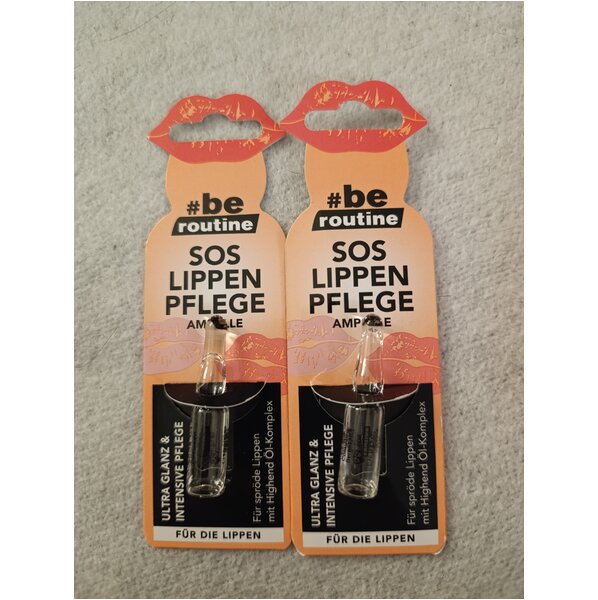 #be
routine
SOS
LIPPEN
PFLEGE
ULTRA GLANZ &
INTENSIVE PFLEGE
Für spröde Lippen
mit Highend Öl-Komplex
FÜR DIE LIPPEN
#be
routine
SOS
LIPPEN
PFLEGE
ULTRA GLANZ &
INTENSIVE PFLEGE
Für spröde Lippen
mit Highend Öl-Komplex
FÜR DIE LIPPEN